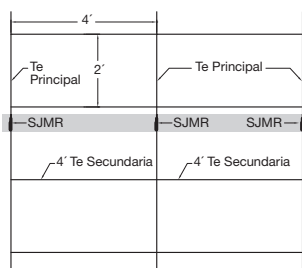 4´
2´
Te
Principal
Te Principal
SJMR
SJMR
SJMR
4´ Te Secundaria
4´ Te Secundaria